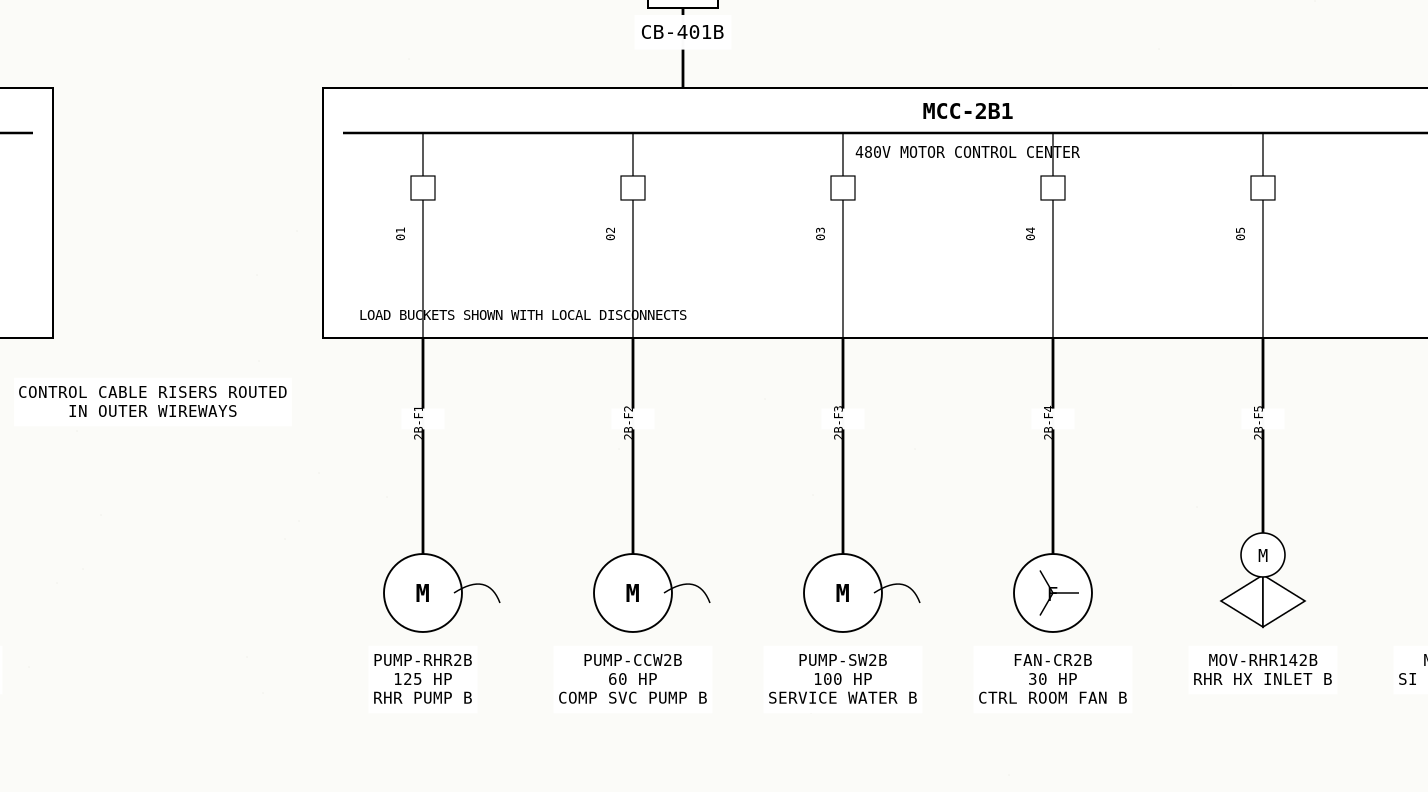 CB-401B
MCC-2B1
480V MOTOR CONTROL CENTER
01
02
03
04
05
LOAD BUCKETS SHOWN WITH LOCAL DISCONNECTS
CONTROL CABLE RISERS ROUTED
IN OUTER WIREWAYS
2B-F1
2B-F2
2B-F3
2B-F4
2B-F5
M
M
M
F
M
PUMP-RHR2B
125 HP
RHR PUMP B
PUMP-CCW2B
60 HP
COMP SVC PUMP B
PUMP-SW2B
100 HP
SERVICE WATER B
FAN-CR2B
30 HP
CTRL ROOM FAN B
MOV-RHR142B
RHR HX INLET B
SI